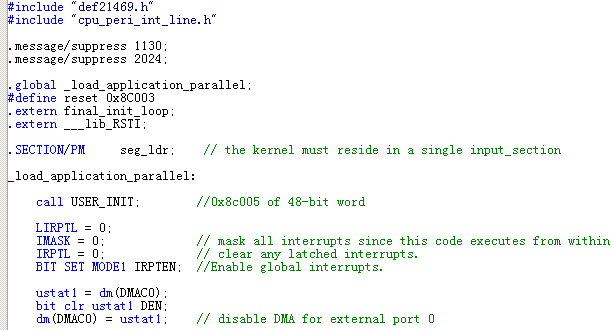 #include "def21469.h"
#include "cpu_peri_int_line.h"
.message/suppress 1130;
.message/suppress 2024;
.global _load_application_parallel;
#define reset 0x8C003
.extern final_init_loop;
.extern ___lib_RSTI;
.SECTION/PM seg_ldr; // the kernel must reside in a single input_section
_load_application_parallel:
call USER_INIT; //0x8c005 of 48-bit word
LIRPTL = 0;
IMASK = 0; // mask all interrupts since this code executes from within
IRPTL = 0; // clear any latched interrupts.
BIT SET MODE1 IRPTEN; //Enable global interrupts.
ustat1 = dm(DMAC0);
bit clr ustat1 DEN;
dm(DMAC0) = ustat1; // disable DMA for external port 0